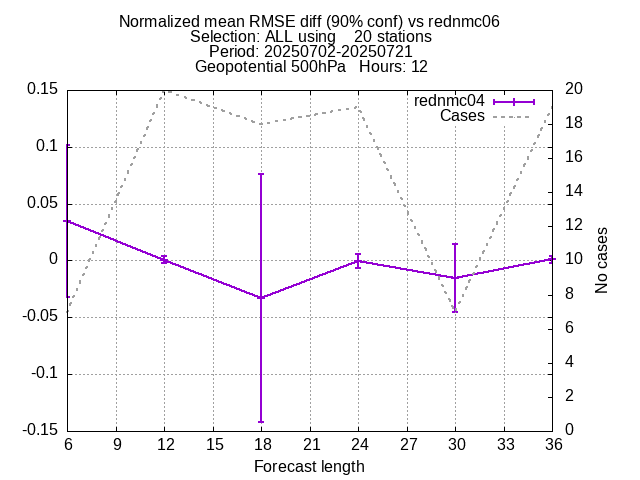 Normalized mean RMSE diff (90% conf) vs rednmc06
Selection: ALL using    20 stations
Period: 20250702-20250721
Geopotential 500hPa   Hours: 12
rednmc04
Cases
0.15
0.1
0.05
0
-0.05
-0.1
-0.15
20
18
16
14
12
10
8
6
4
2
0
No cases
6 9 12 15 18 21 24 27 30 33 36
Forecast length